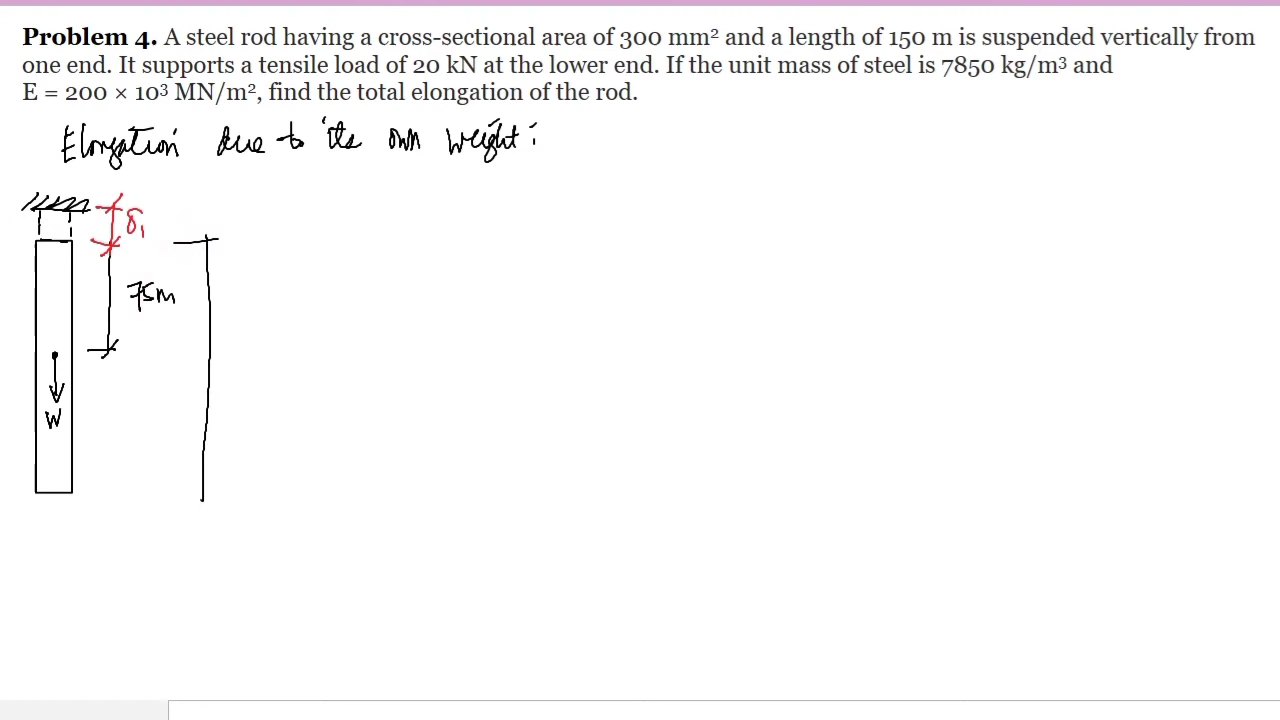 Problem 4. A steel rod having a cross-sectional area of 300 mm² and a length of 150 m is suspended vertically from
one end. It supports a tensile load of 20 kN at the lower end. If the unit mass of steel is 7850 kg/m³ and
E = 200 × 10³ MN/m², find the total elongation of the rod.
Elongation due to its own weight:
δ₁
75m
W